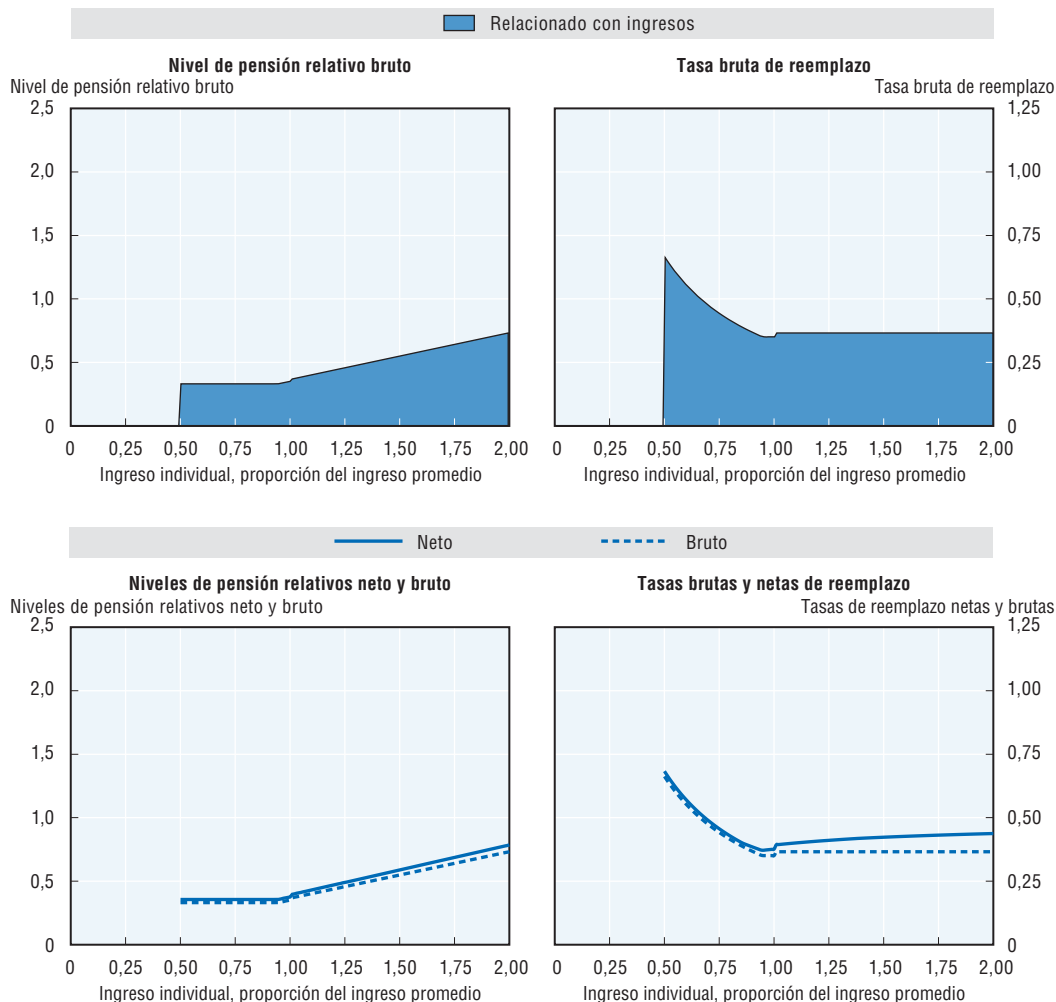 Relacionado con ingresos
Nivel de pensión relativo bruto
Nivel de pensión relativo bruto
2,5
2,0
1,5
1,0
0,5
0
0 0,25 0,50 0,75 1,00 1,25 1,50 1,75 2,00
Ingreso individual, proporción del ingreso promedio
Tasa bruta de reemplazo
Tasa bruta de reemplazo
1,25
1,00
0,75
0,50
0,25
0
0 0,25 0,50 0,75 1,00 1,25 1,50 1,75 2,00
Ingreso individual, proporción del ingreso promedio
Neto Bruto
Niveles de pensión relativos neto y bruto
Niveles de pensión relativos neto y bruto
2,5
2,0
1,5
1,0
0,5
0
0 0,25 0,50 0,75 1,00 1,25 1,50 1,75 2,00
Ingreso individual, proporción del ingreso promedio
Tasas brutas y netas de reemplazo
Tasas de reemplazo netas y brutas
1,25
1,00
0,75
0,50
0,25
0
0 0,25 0,50 0,75 1,00 1,25 1,50 1,75 2,00
Ingreso individual, proporción del ingreso promedio